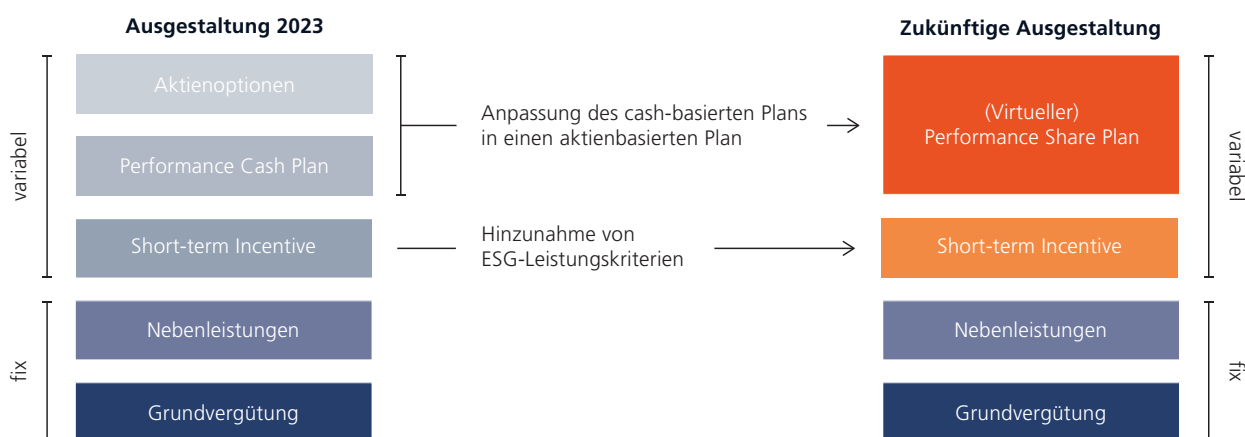 Ausgestaltung 2023
Zukünftige Ausgestaltung
variabel
Aktienoptionen
Performance Cash Plan
Short-term Incentive
Anpassung des cash-basierten Plans
in einen aktienbasierten Plan
Hinzunahme von
ESG-Leistungskriterien
(Virtueller)
Performance Share Plan
Short-term Incentive
variabel
fix
Nebenleistungen
Grundvergütung
Nebenleistungen
Grundvergütung
fix